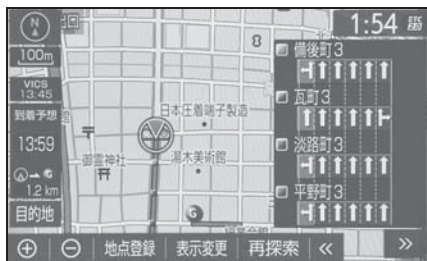 N
1:54
100m
8
備後町3
VICS
13:45
瓦町3
到着予想
日本圧着端子製造
13:59
淡路町3
御霊神社
湯木美術館
G
1.2 km
平野町3
G
目的地
地点登録
表示変更
再探索